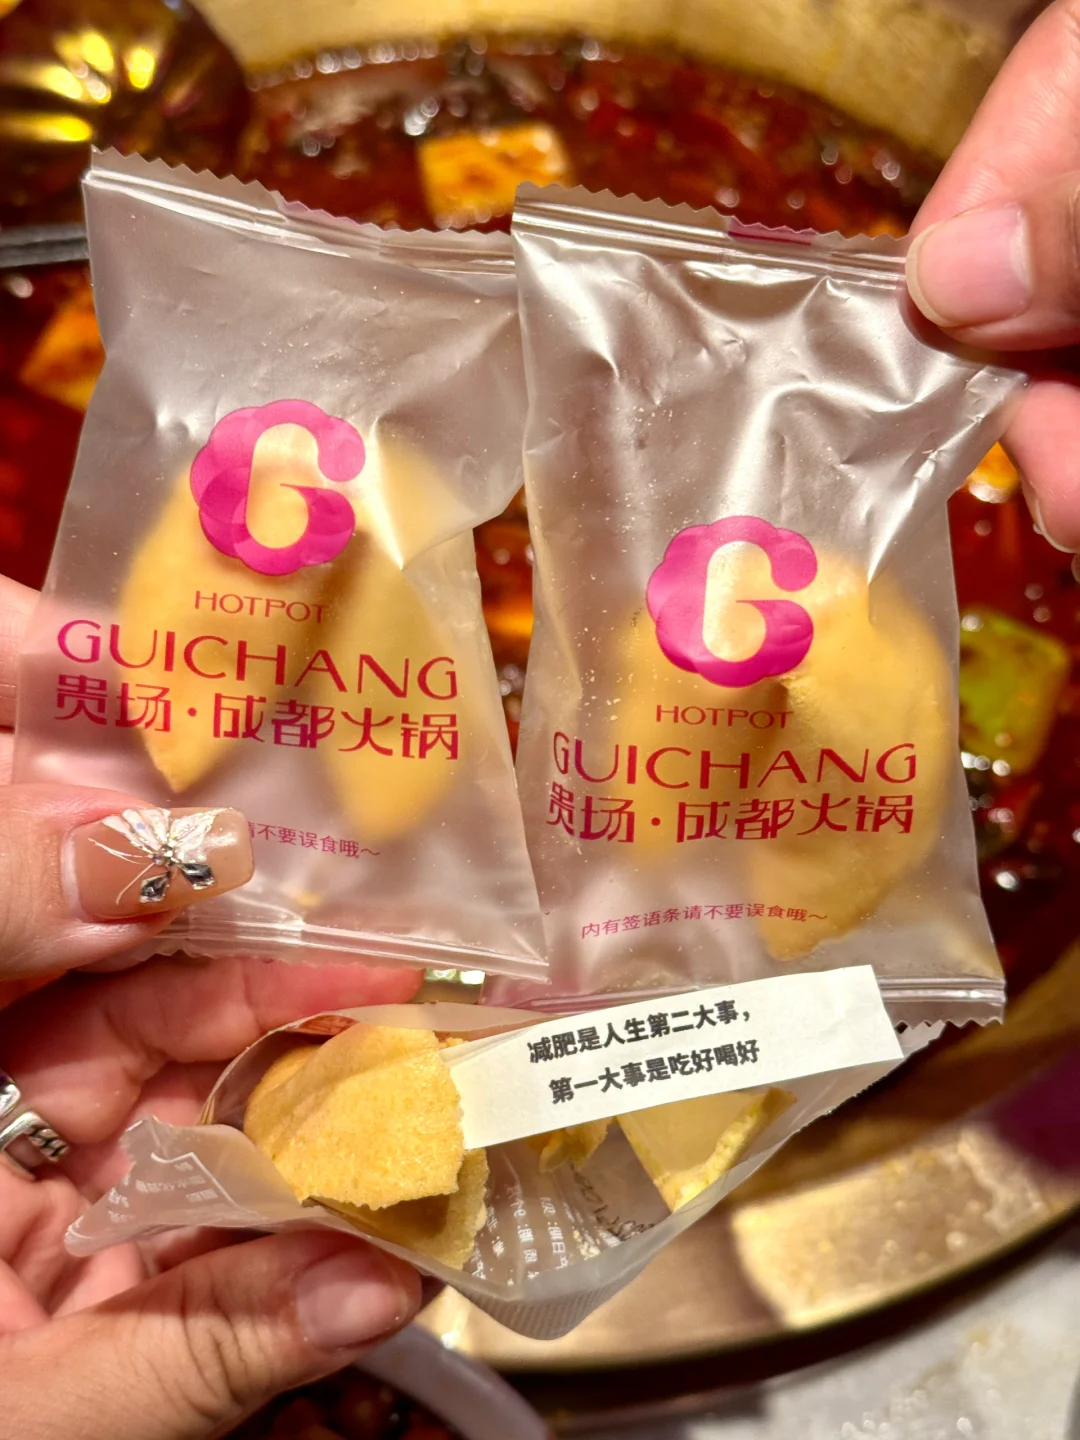 HOTPOT
GUICHANG
贵场·成都火锅
请不要误食哦～
HOTPOT
GUICHANG
贵场·成都火锅
内有签语条请不要误食哦～
减肥是人生第二大事，
第一大事是吃好喝好